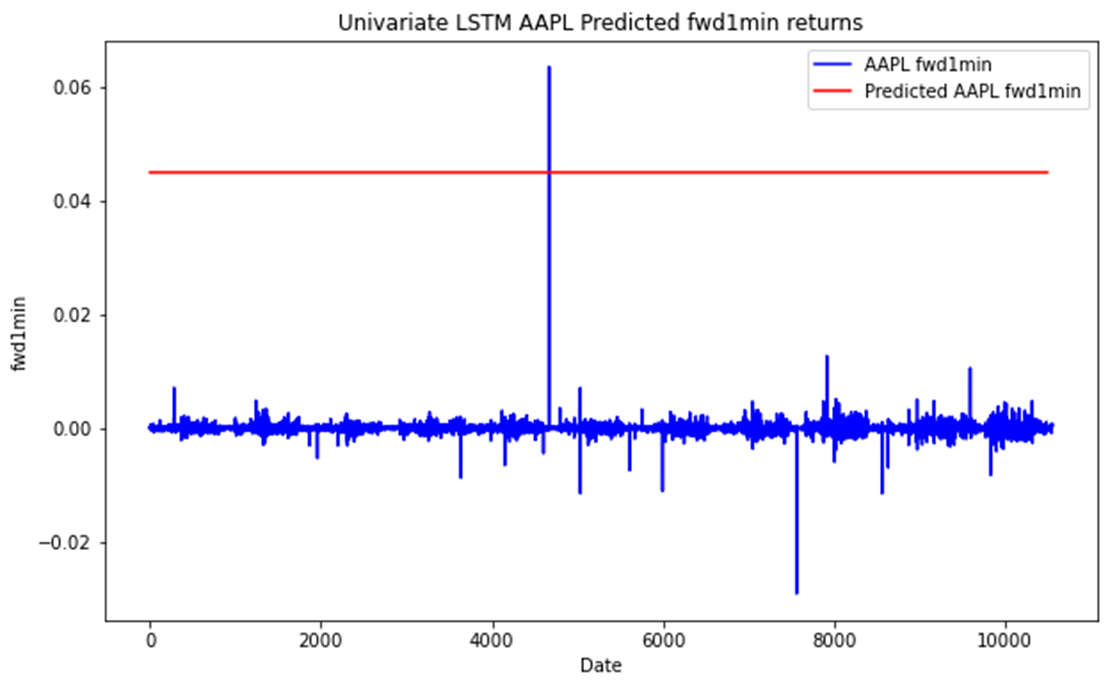 Univariate LSTM AAPL Predicted fwd1min returns
AAPL fwd1min
Predicted AAPL fwd1min
0.06
0.04
0.02
0.00
−0.02
fwd1min
0 2000 4000 6000 8000 10000
Date